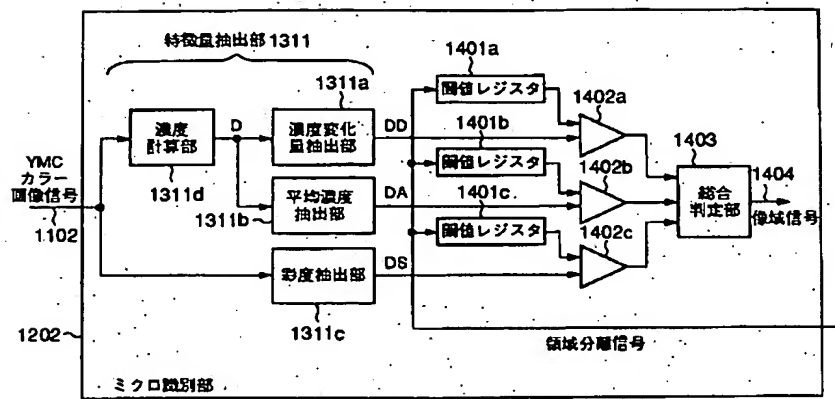 特徴量抽出部 1311
1401a
1311a
閾値レジスタ
1402a
濃度
計算部
D
濃度変化
量抽出部
DD
1401b
1403
YMC
カラー
画像信号
1311d
閾値レジスタ
1402b
1404
平均濃度
抽出部
DA
1401c
総合
判定部
1311b
閾値レジスタ
像域信号
1102
1402c
彩度抽出部
DS
1202
1311c
領域分離信号
ミクロ識別部